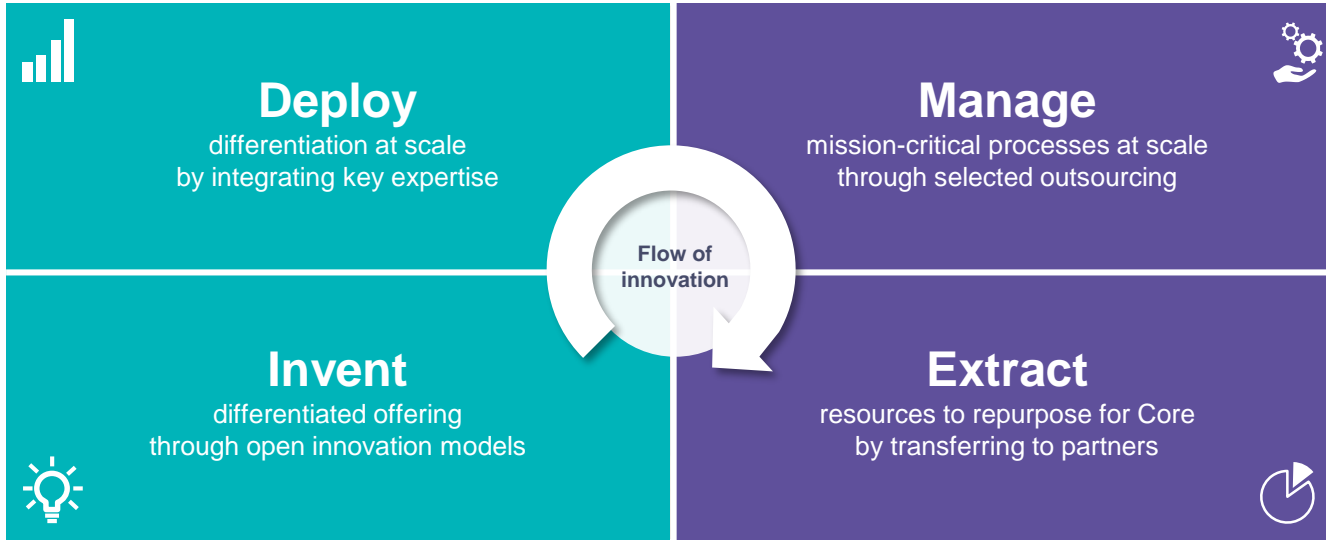 Deploy
differentiation at scale
by integrating key expertise
Manage
mission-critical processes at scale
through selected outsourcing
Flow of
innovation
Invent
differentiated offering
through open innovation models
Extract
resources to repurpose for Core
by transferring to partners